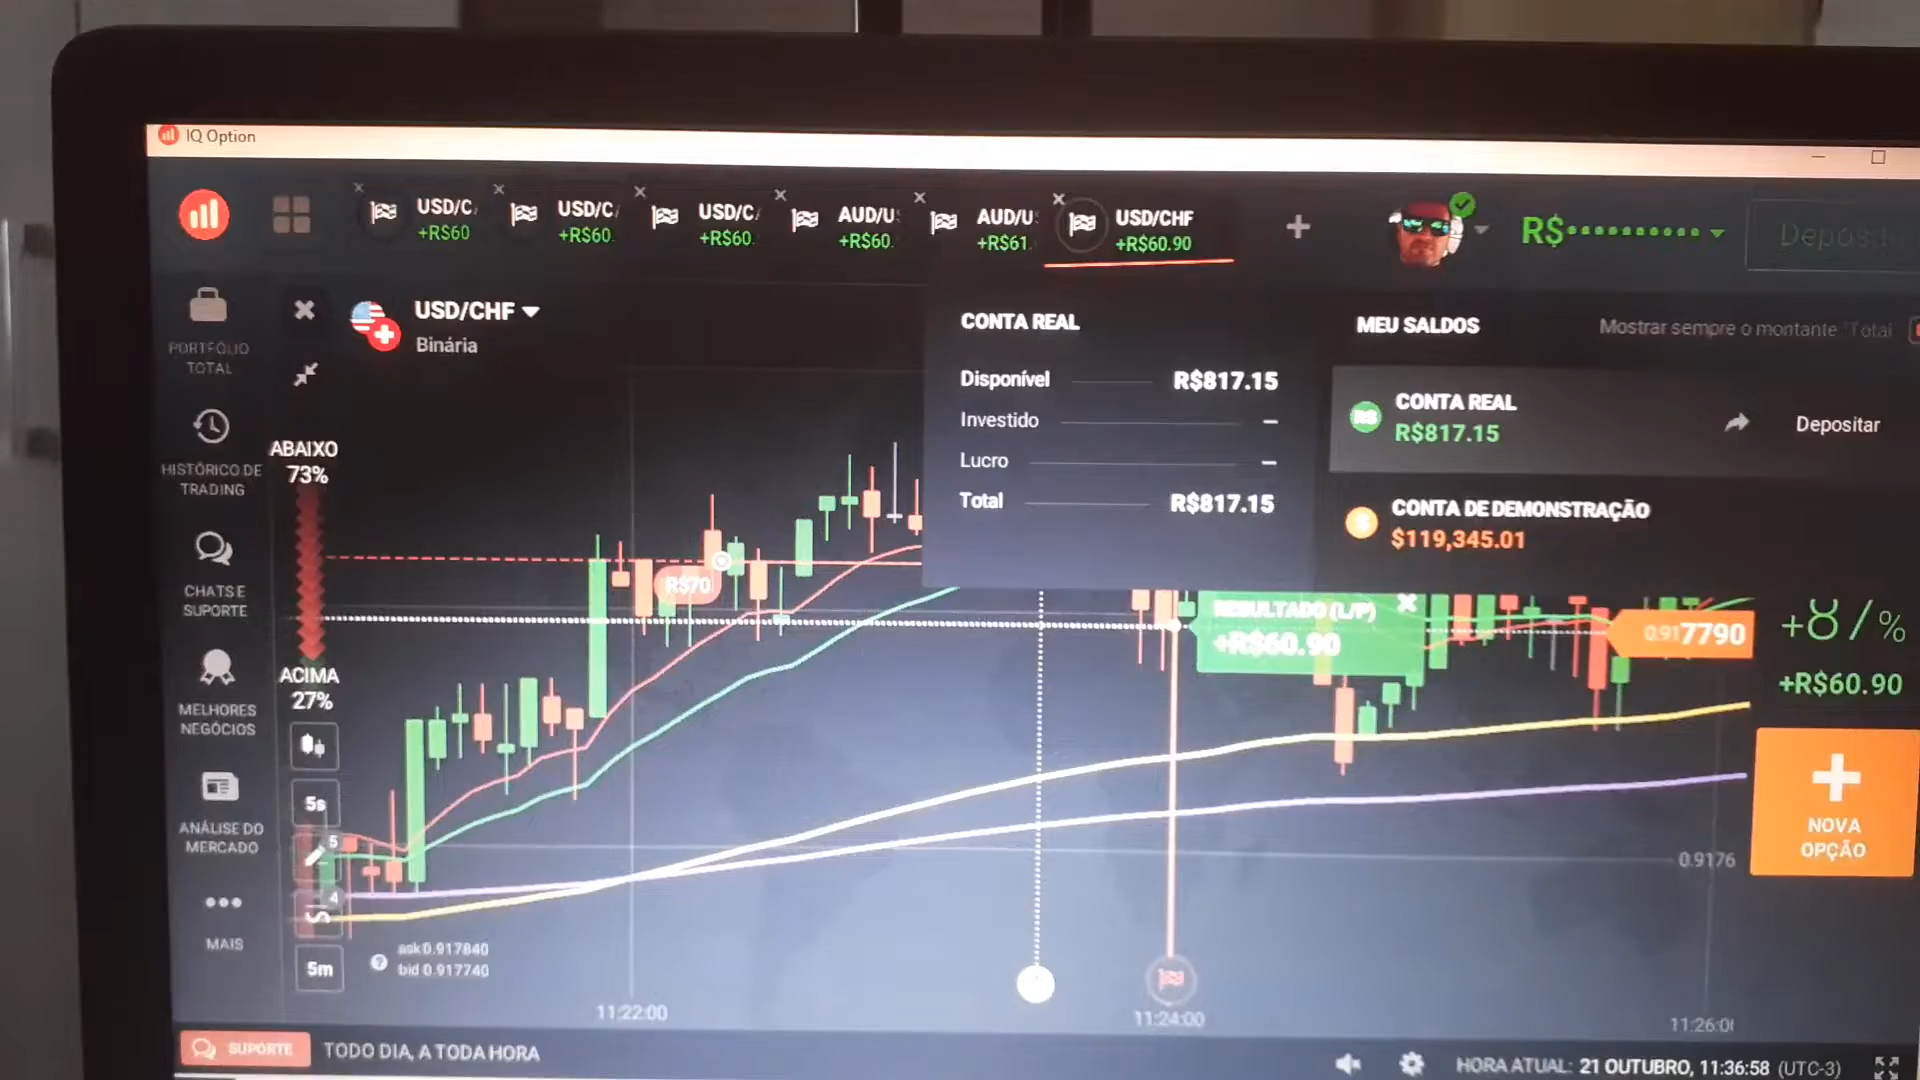 IQ Option
USD/C
+R$60
USD/C
+R$60.
USD/C
+R$60.
AUD/U
+R$60.
AUD/U
+R$61.
USD/CHF
+R$60.90
R$
Deposit
USD/CHF
Binária
PORTFÓLIO
TOTAL
HISTÓRICO DE
TRADING
CHATS E
SUPORTE
MELHORES
NEGÓCIOS
ANÁLISE DO
MERCADO
MAIS
ABAIXO
73%
ACIMA
27%
5s
5
4
5m
CONTA REAL
Disponível R$817.15
Investido –
Lucro –
Total R$817.15
MEU SALDOS
Mostrar sempre o montante 'Total
R$
CONTA REAL
R$817.15
Depositar
CONTA DE DEMONSTRAÇÃO
$119,345.01
R$70
RESULTADO (L/P)
+R$60.90
0.917790
+R$60.90
NOVA
OPÇÃO
0.9176
ask 0.917840
bid 0.917740
11:22:00
11:24:00
11:26:0
SUPORTE
TODO DIA, A TODA HORA
HORA ATUAL: 21 OUTUBRO, 11:36:58 (UTC-3)